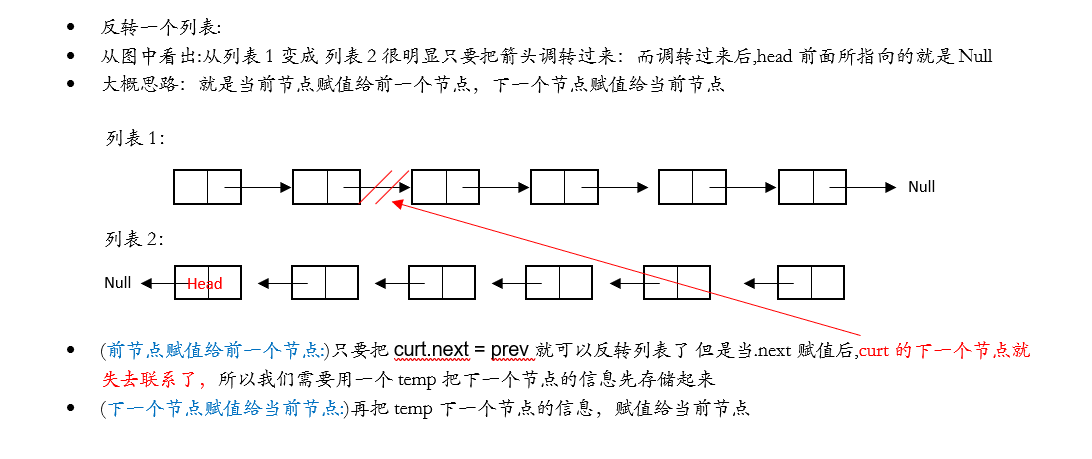 反转一个列表:
从图中看出:从列表 1 变成 列表 2 很明显只要把箭头调转过来：而调转过来后,head 前面所指向的就是 Null
大概思路：就是当前节点赋值给前一个节点，下一个节点赋值给当前节点
列表 1：
Null
列表 2：
Null Head
(前节点赋值给前一个节点:)只要把 curt.next = prev 就可以反转列表了 但是当.next 赋值后,curt 的下一个节点就
失去联系了，所以我们需要用一个 temp 把下一个节点的信息先存储起来
(下一个节点赋值给当前节点:)再把 temp 下一个节点的信息，赋值给当前节点